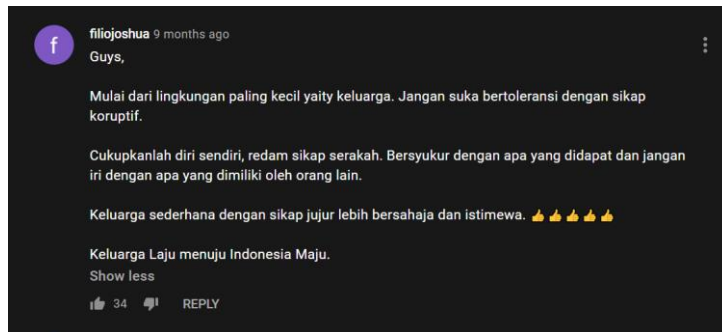 f
filiojoshua 9 months ago
Guys,
Mulai dari lingkungan paling kecil yaity keluarga. Jangan suka bertoleransi dengan sikap
koruptif.
Cukupkanlah diri sendiri, redam sikap serakah. Bersyukur dengan apa yang didapat dan jangan
iri dengan apa yang dimiliki oleh orang lain.
Keluarga sederhana dengan sikap jujur lebih bersahaja dan istimewa. 👍👍👍👍👍
Keluarga Laju menuju Indonesia Maju.
Show less
34 REPLY